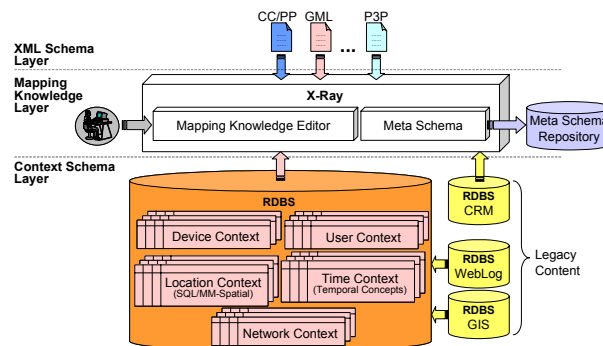 CC/PP GML ... P3P
XML Schema
Layer
Mapping
Knowledge
Layer
X-Ray
Mapping Knowledge Editor
Meta Schema
Meta Schema
Repository
Context Schema
Layer
RDBS
Device Context
User Context
Location Context
(SQL/MM-Spatial)
Time Context
(Temporal Concepts)
Network Context
RDBS
CRM
RDBS
WebLog
RDBS
GIS
Legacy
Content